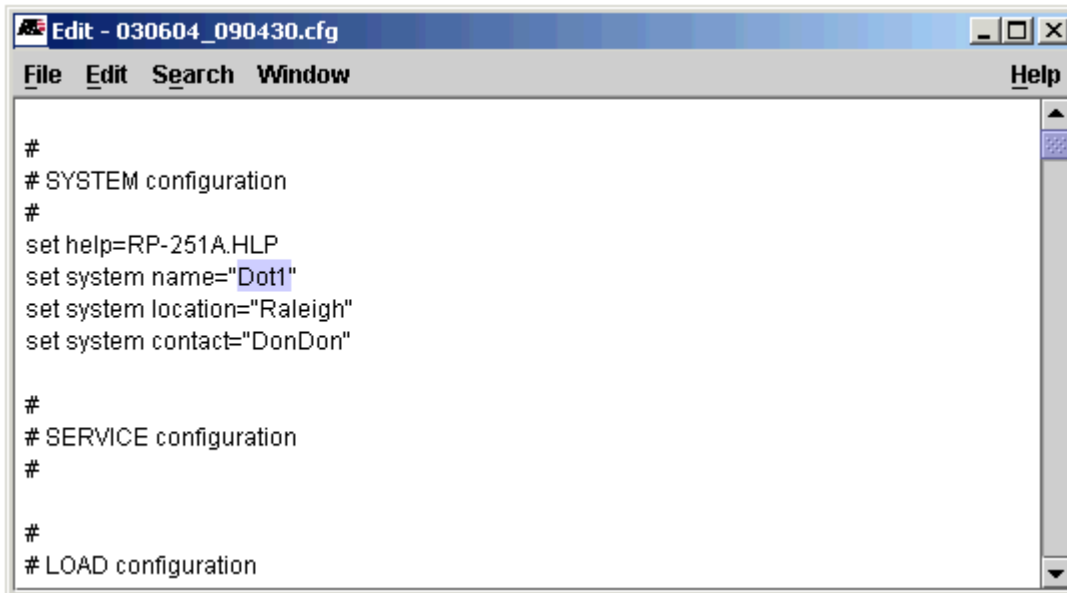 Edit - 030604_090430.cfg
File Edit Search Window Help
#
# SYSTEM configuration
#
set help=RP-251A.HLP
set system name="Dot1"
set system location="Raleigh"
set system contact="DonDon"
#
# SERVICE configuration
#
#
# LOAD configuration